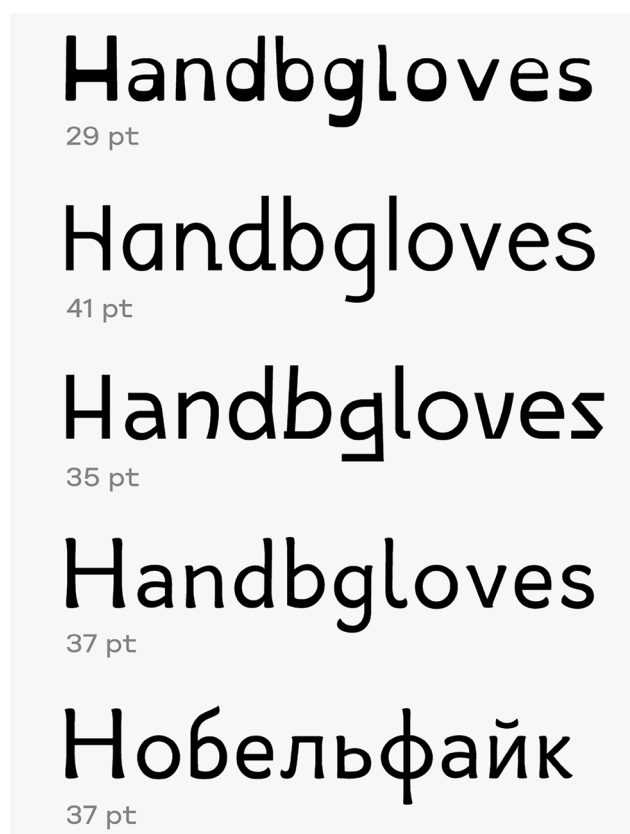 Handbgloves
29 pt
Handbgloves
41 pt
Handbgloves
35 pt
Handbgloves
37 pt
Нобельфайк
37 pt